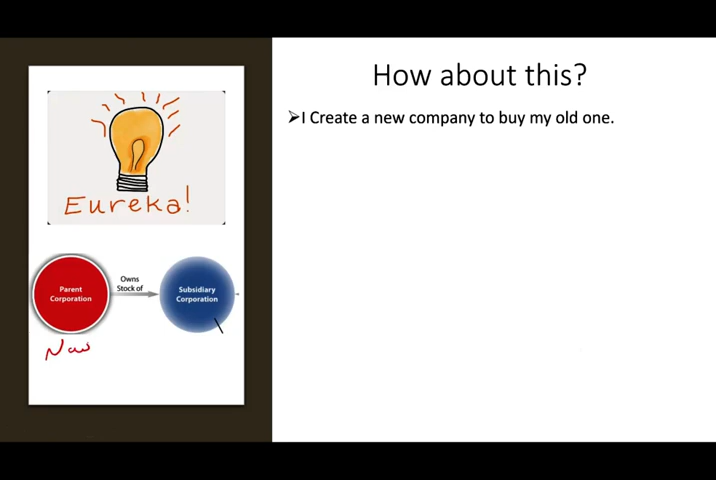 How about this?
➢I Create a new company to buy my old one.
Eureka!
Owns
Stock of
Parent
Corporation
Subsidiary
Corporation